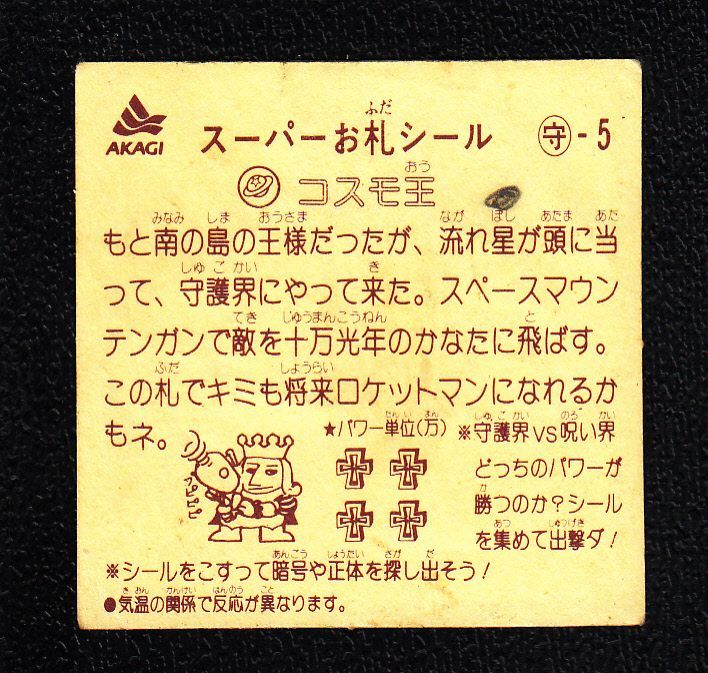 AKAGI スーパーお札シール ㊢-5
コスモ王
もと南の島の王様だったが、流れ星が頭に当
って、守護界にやって来た。スペースマウン
テンガンで敵を十万光年のかなたに飛ばす。
この札でキミも将来ロケットマンになれるか
もネ。
★パワー単位(万)
ペピピピ
※守護界VS呪い界
どっちのパワーが
勝つのか?シール
を集めて出撃ダ!
※シールをこすって暗号や正体を探し出そう!
●気温の関係で反応が異なります。